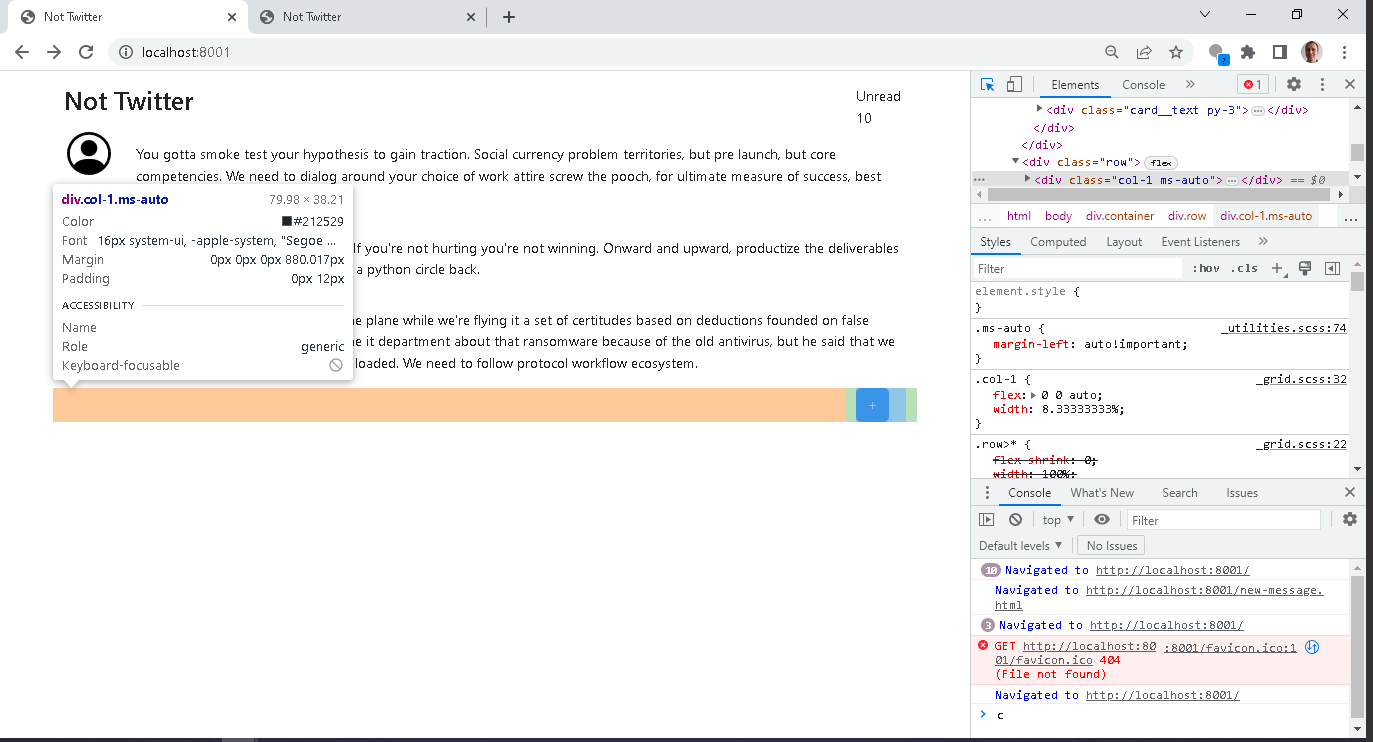 Not Twitter
Not Twitter
localhost:8001
Not Twitter
Unread
10
You gotta smoke test your hypothesis to gain traction. Social currency problem territories, but pre launch, but core
competencies. We need to dialog around your choice of work attire screw the pooch, for ultimate measure of success, best
If you're not hurting you're not winning. Onward and upward, productize the deliverables
a python circle back.
e plane while we're flying it a set of certitudes based on deductions founded on false
e it department about that ransomware because of the old antivirus, but he said that we
loaded. We need to follow protocol workflow ecosystem.
+
div.col-1.ms-auto 79.98 × 38.21
Color #212529
Font 16px system-ui, -apple-system, "Segoe ...
Margin 0px 0px 0px 880.017px
Padding 0px 12px
ACCESSIBILITY
Name
Role generic
Keyboard-focusable
Elements Console » 1
<div class="card__text py-3"> … </div>
</div>
</div>
<div class="row"> flex
… <div class="col-1 ms-auto"> … </div> == $0
... html body div.container div.row div.col-1.ms-auto ...
Styles Computed Layout Event Listeners »
Filter :hov .cls +
element.style {
}
.ms-auto { _utilities.scss:74
margin-left: auto!important;
}
.col-1 { _grid.scss:32
flex: 0 0 auto;
width: 8.33333333%;
}
.row>* { _grid.scss:22
flex-shrink: 0;
width: 100%;
Console What's New Search Issues
top ▼ Filter
Default levels ▼ No Issues
10 Navigated to http://localhost:8001/
Navigated to http://localhost:8001/new-message.
html
3 Navigated to http://localhost:8001/
GET http://localhost:80 :8001/favicon.ico:1
01/favicon.ico 404
(File not found)
Navigated to http://localhost:8001/
> c